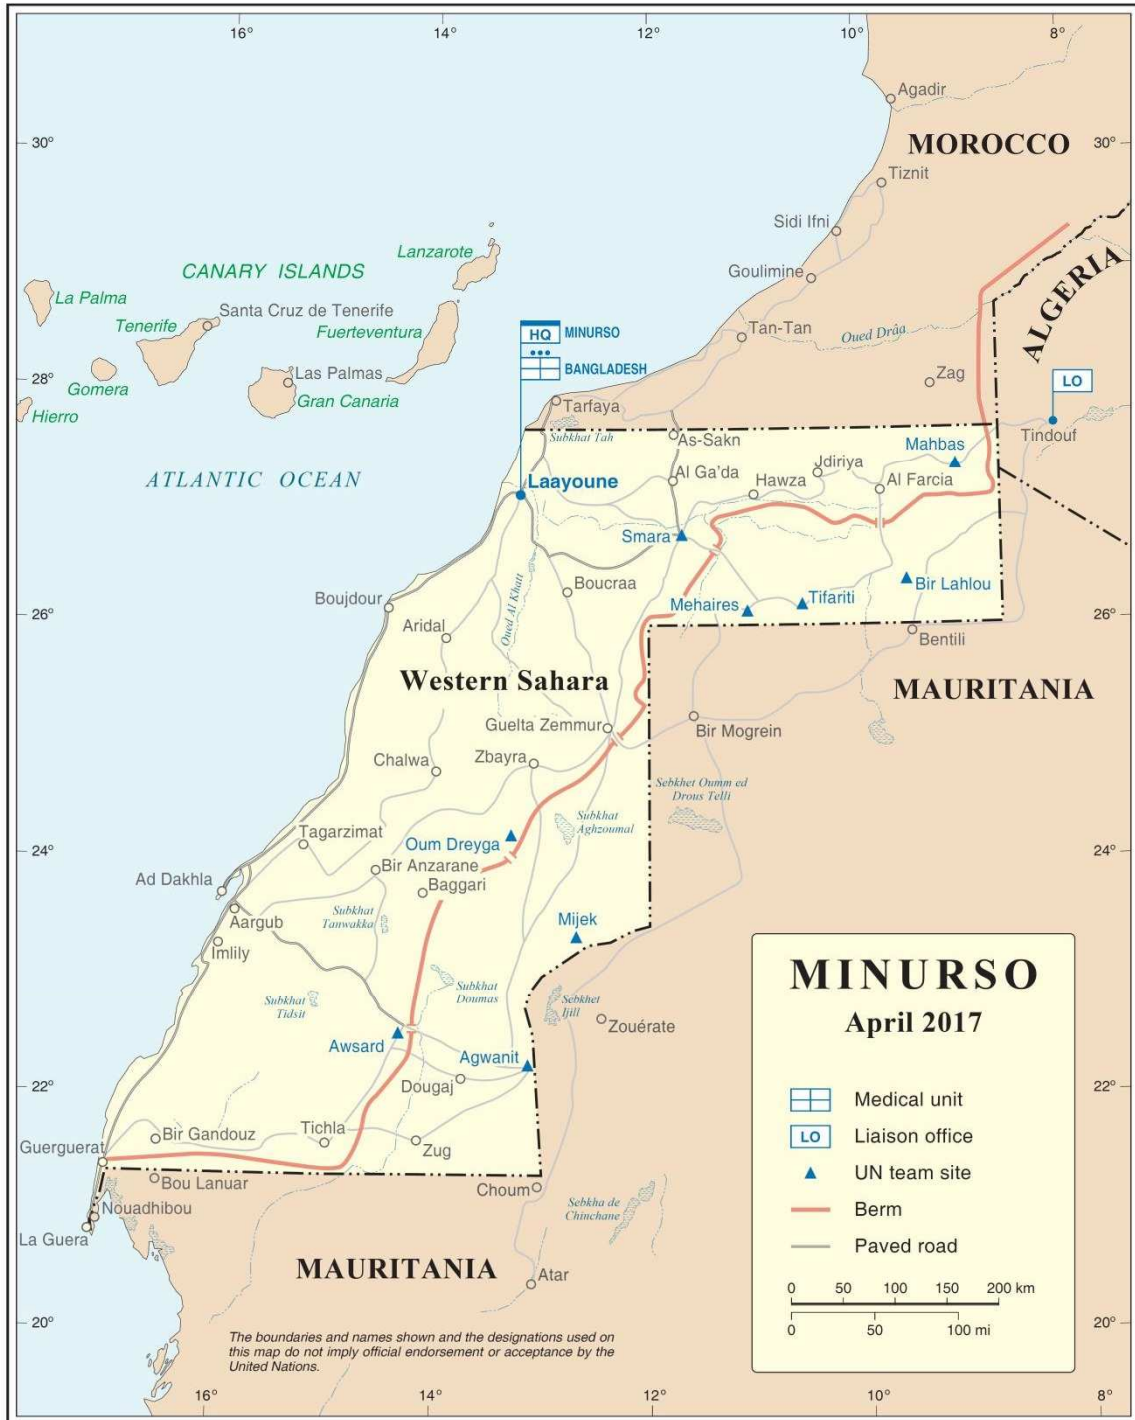 16°
14°
12°
10°
8°
Agadir
30°
MOROCCO
30°
Tiznit
Sidi Ifni
Lanzarote
CANARY ISLANDS
Goulimine
ALGERIA
La Palma
Santa Cruz de Tenerife
Tenerife
Fuerteventura
HQ
MINURSO
Tan-Tan
Oued Drâa
BANGLADESH
Las Palmas
Zag
LO
28°
28°
Gomera
Gran Canaria
Hierro
Tarfaya
Subkhat Tah
As-Sakn
Mahbas
Tindouf
ATLANTIC OCEAN
Laayoune
Al Ga'da
Jdiriya
Hawza
Al Farcia
Smara
Oued Al Khatt
Boucraa
Bir Lahlou
Boujdour
Mehaires
Tifariti
26°
26°
Aridal
Bentili
Western Sahara
MAURITANIA
Guelta Zemmur
Bir Mogrein
Chalwa
Zbayra
Sebkhet Oumm ed
Drous Telli
Subkhat
Aghzoumal
Tagarzimat
Oum Dreyga
24°
24°
Bir Anzarane
Ad Dakhla
Baggari
Aargub
Subkhat
Tanwakka
Mijek
Imlily
Subkhat
Doumas
Subkhat
Tidsit
Sebkhet
Ijill
Zouérate
Awsard
Agwanit
Dougaj
22°
22°
Bir Gandouz
Tichla
Zug
Guerguerat
Bou Lanuar
Choum
Nouadhibou
La Guera
Sebkha de
Chinchane
MAURITANIA
Atar
20°
20°
The boundaries and names shown and the designations used on
this map do not imply official endorsement or acceptance by the
United Nations.
MINURSO
April 2017
Medical unit
LO
Liaison office
UN team site
Berm
Paved road
0 50 100 150 200 km
0 50 100 mi
16°
14°
12°
10°
8°